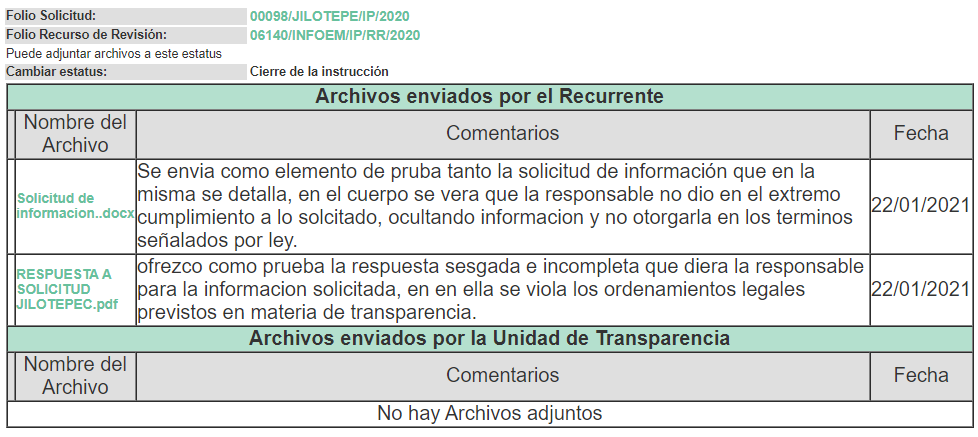 Folio Solicitud: 00098/JILOTEPE/IP/2020
Folio Recurso de Revisión: 06140/INFOEM/IP/RR/2020
Puede adjuntar archivos a este estatus
Cambiar estatus: Cierre de la instrucción
Archivos enviados por el Recurrente
Nombre del
Archivo
Comentarios
Fecha
Solicitud de
informacion..docx
Se envia como elemento de pruba tanto la solicitud de información que en la
misma se detalla, en el cuerpo se vera que la responsable no dio en el extremo
cumplimiento a lo solcitado, ocultando informacion y no otorgarla en los terminos
señalados por ley.
22/01/2021
RESPUESTA A
SOLICITUD
JILOTEPEC.pdf
ofrezco como prueba la respuesta sesgada e incompleta que diera la responsable
para la informacion solicitada, en en ella se viola los ordenamientos legales
previstos en materia de transparencia.
22/01/2021
Archivos enviados por la Unidad de Transparencia
Nombre del
Archivo
Comentarios
Fecha
No hay Archivos adjuntos